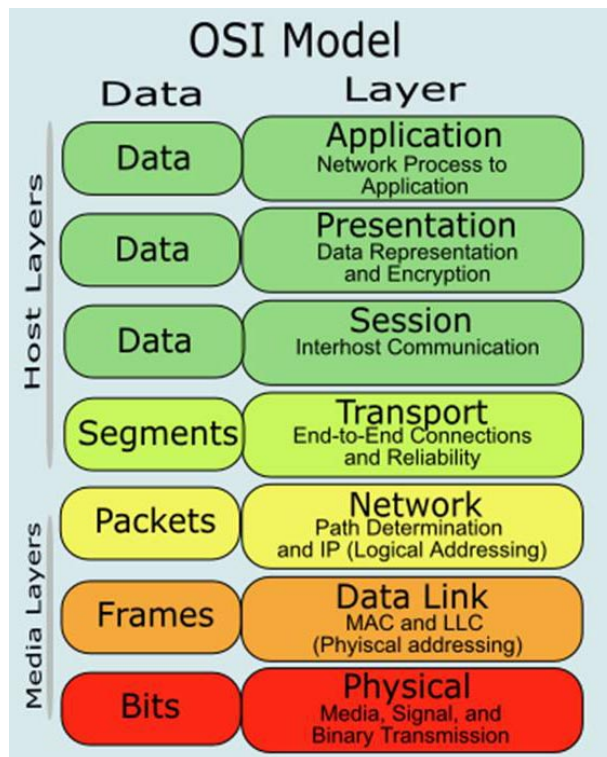 OSI Model
Data
Layer
Host Layers
Data
Application
Network Process to
Application
Data
Presentation
Data Representation
and Encryption
Data
Session
Interhost Communication
Segments
Transport
End-to-End Connections
and Reliability
Media Layers
Packets
Network
Path Determination
and IP (Logical Addressing)
Frames
Data Link
MAC and LLC
(Phyiscal addressing)
Bits
Physical
Media, Signal, and
Binary Transmission